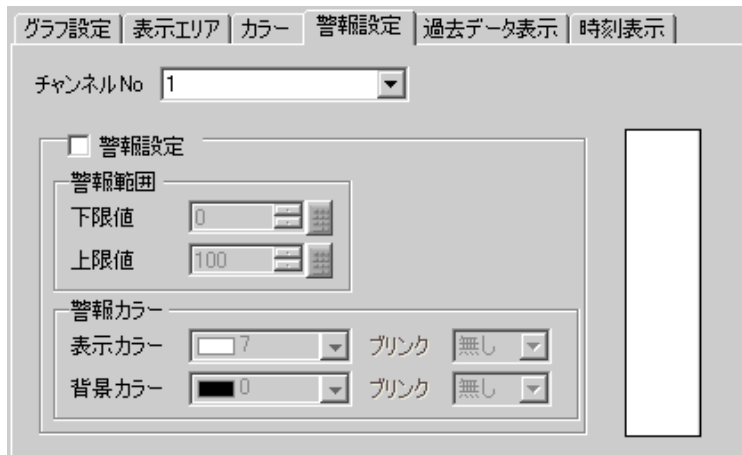 グラフ設定 表示エリア カラー 警報設定 過去データ表示 時刻表示
チャンネルNo 1
警報設定
警報範囲
下限値 0
上限値 100
警報カラー
表示カラー 7 ブリンク 無し
背景カラー 0 ブリンク 無し